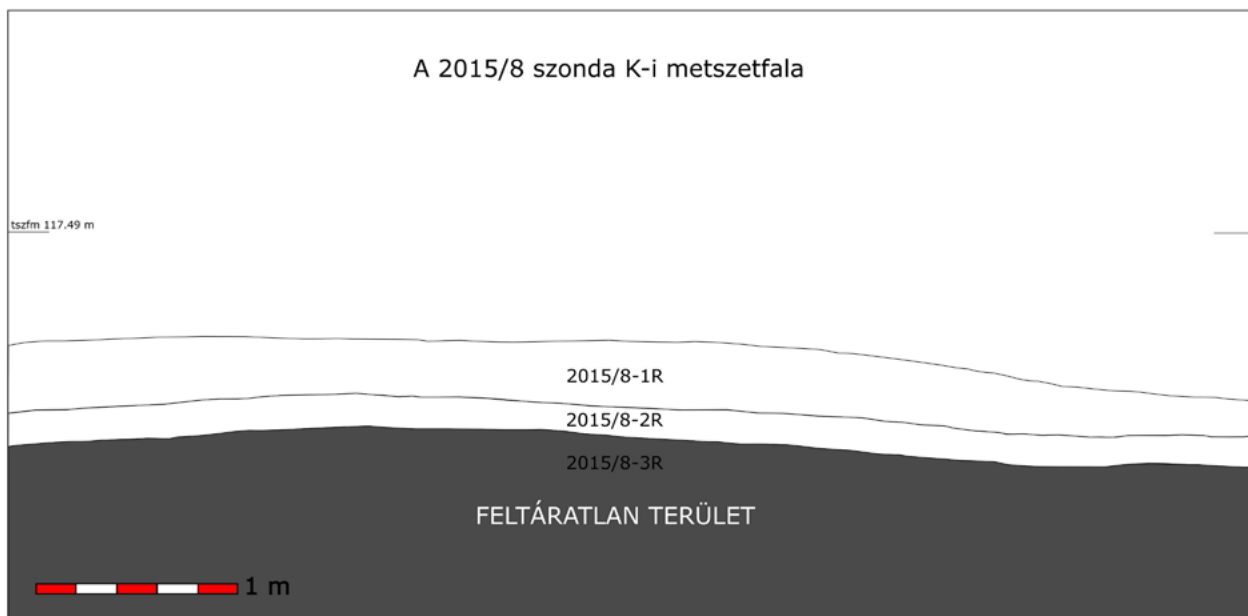 A 2015/8 szonda K-i metszetfala
tszfm 117.49 m
2015/8-1R
2015/8-2R
2015/8-3R
FELTÁRATLAN TERÜLET
1 m